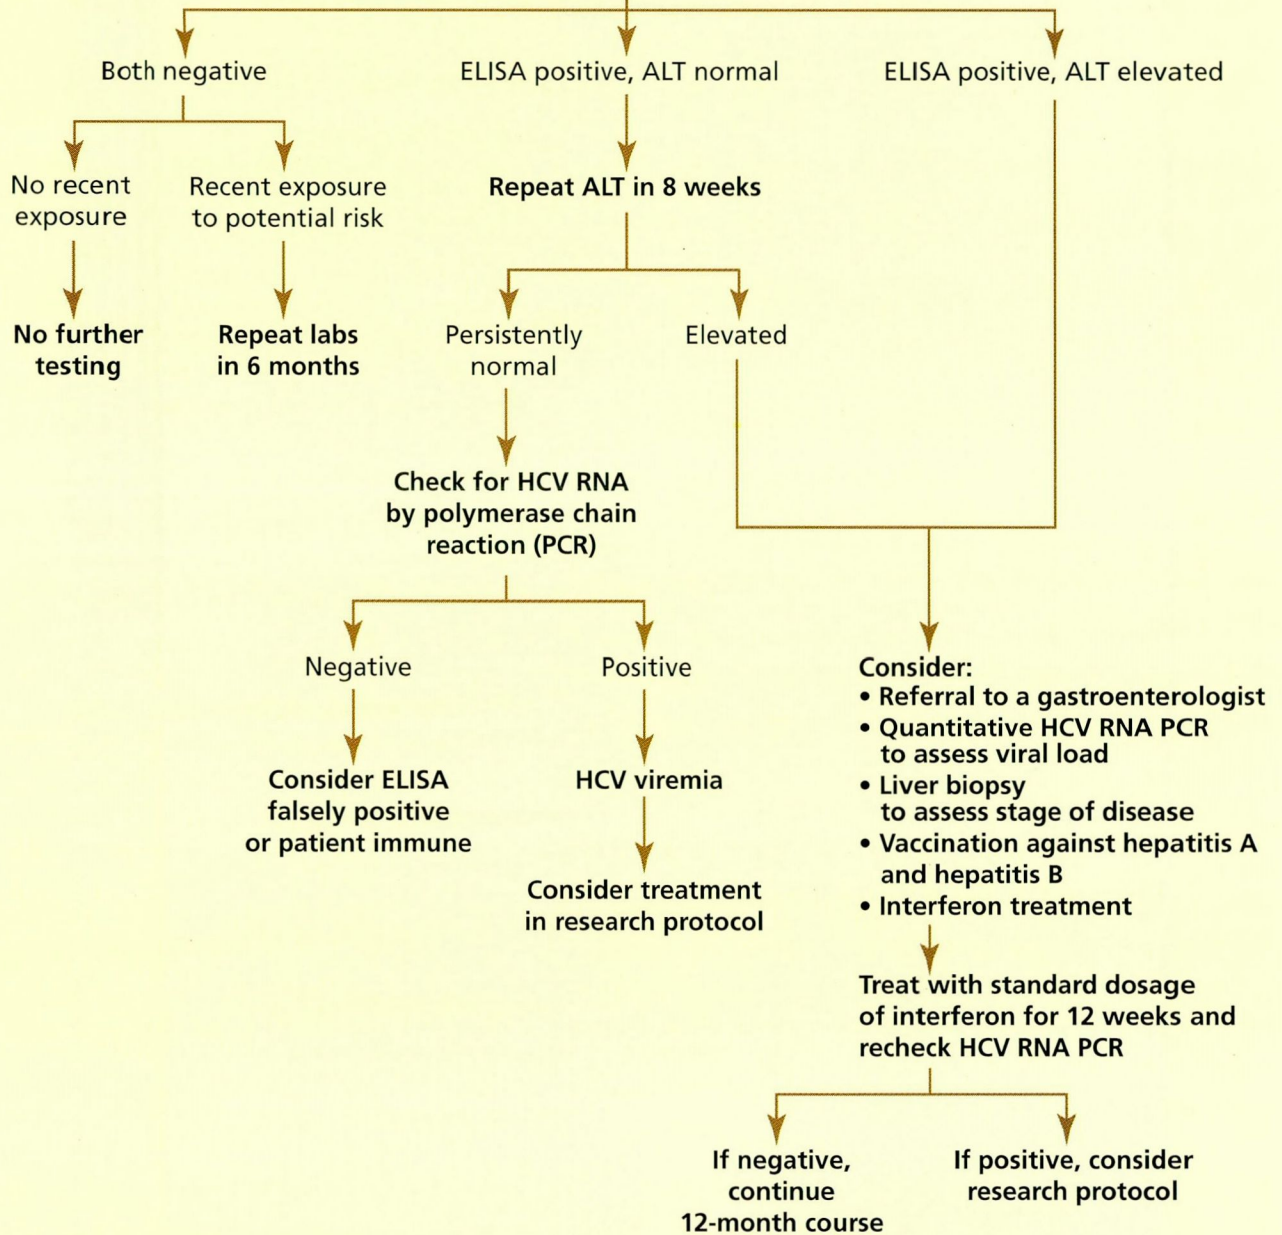 Both negative
ELISA positive, ALT normal
ELISA positive, ALT elevated
No recent
exposure
Recent exposure
to potential risk
Repeat ALT in 8 weeks
No further
testing
Repeat labs
in 6 months
Persistently
normal
Elevated
Check for HCV RNA
by polymerase chain
reaction (PCR)
Negative
Positive
Consider ELISA
falsely positive
or patient immune
HCV viremia
Consider treatment
in research protocol
Consider:
• Referral to a gastroenterologist
• Quantitative HCV RNA PCR
to assess viral load
• Liver biopsy
to assess stage of disease
• Vaccination against hepatitis A
and hepatitis B
• Interferon treatment
Treat with standard dosage
of interferon for 12 weeks and
recheck HCV RNA PCR
If negative,
continue
12-month course
If positive, consider
research protocol